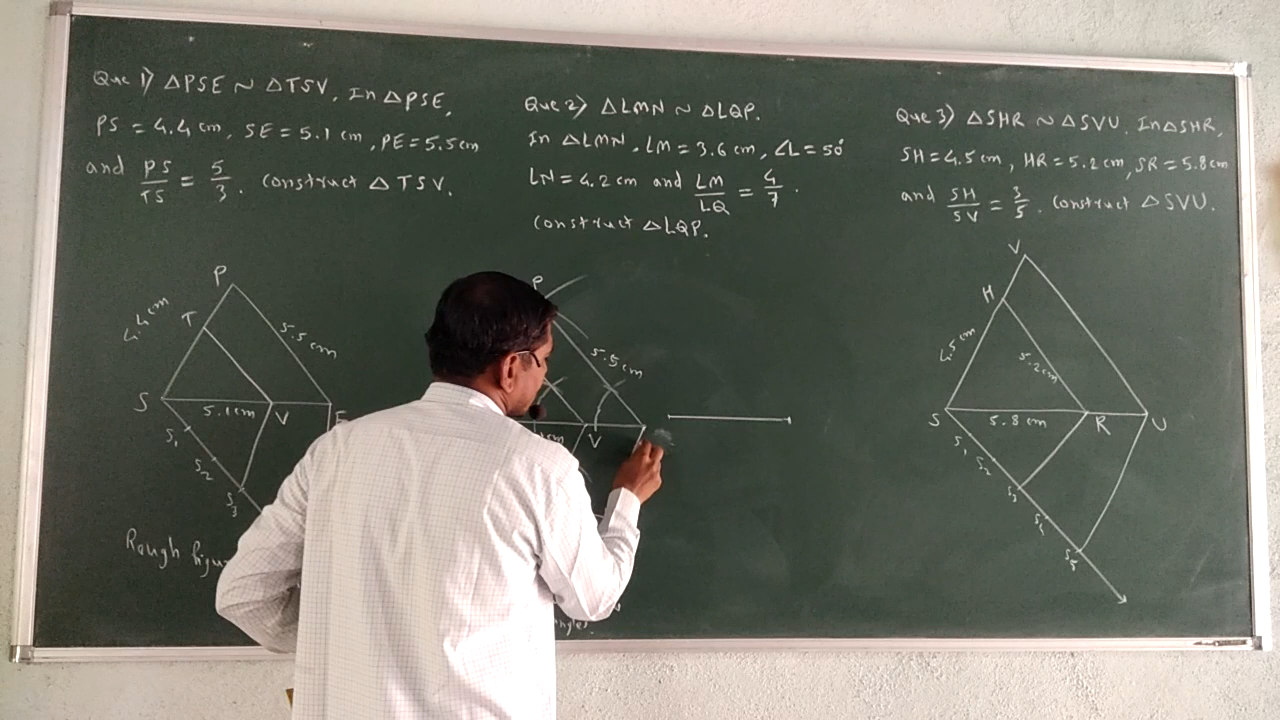 Que 1) △PSE ~ △TSV, In △PSE,
PS = 4.4 cm, SE = 5.1 cm, PE = 5.5 cm
and PS/TS = 5/3. Construct △TSV.
Que 2) △LMN ~ △LQP.
In △LMN, LM = 3.6 cm, ∠L = 50°
LN = 4.2 cm and LM/LQ = 4/7.
Construct △LQP.
Que 3) △SHR ~ △SVU. In △SHR,
SH = 4.5 cm, HR = 5.2 cm, SR = 5.8 cm
and SH/SV = 3/5. Construct △SVU.
P
T
4.4 cm
5.5 cm
S
5.1 cm
V
E
S1
S2
S3
Rough
P
5.5 cm
cm
V
V
H
4.5 cm
5.2 cm
S
5.8 cm
R
U
S1
S2
S3
S4
S5